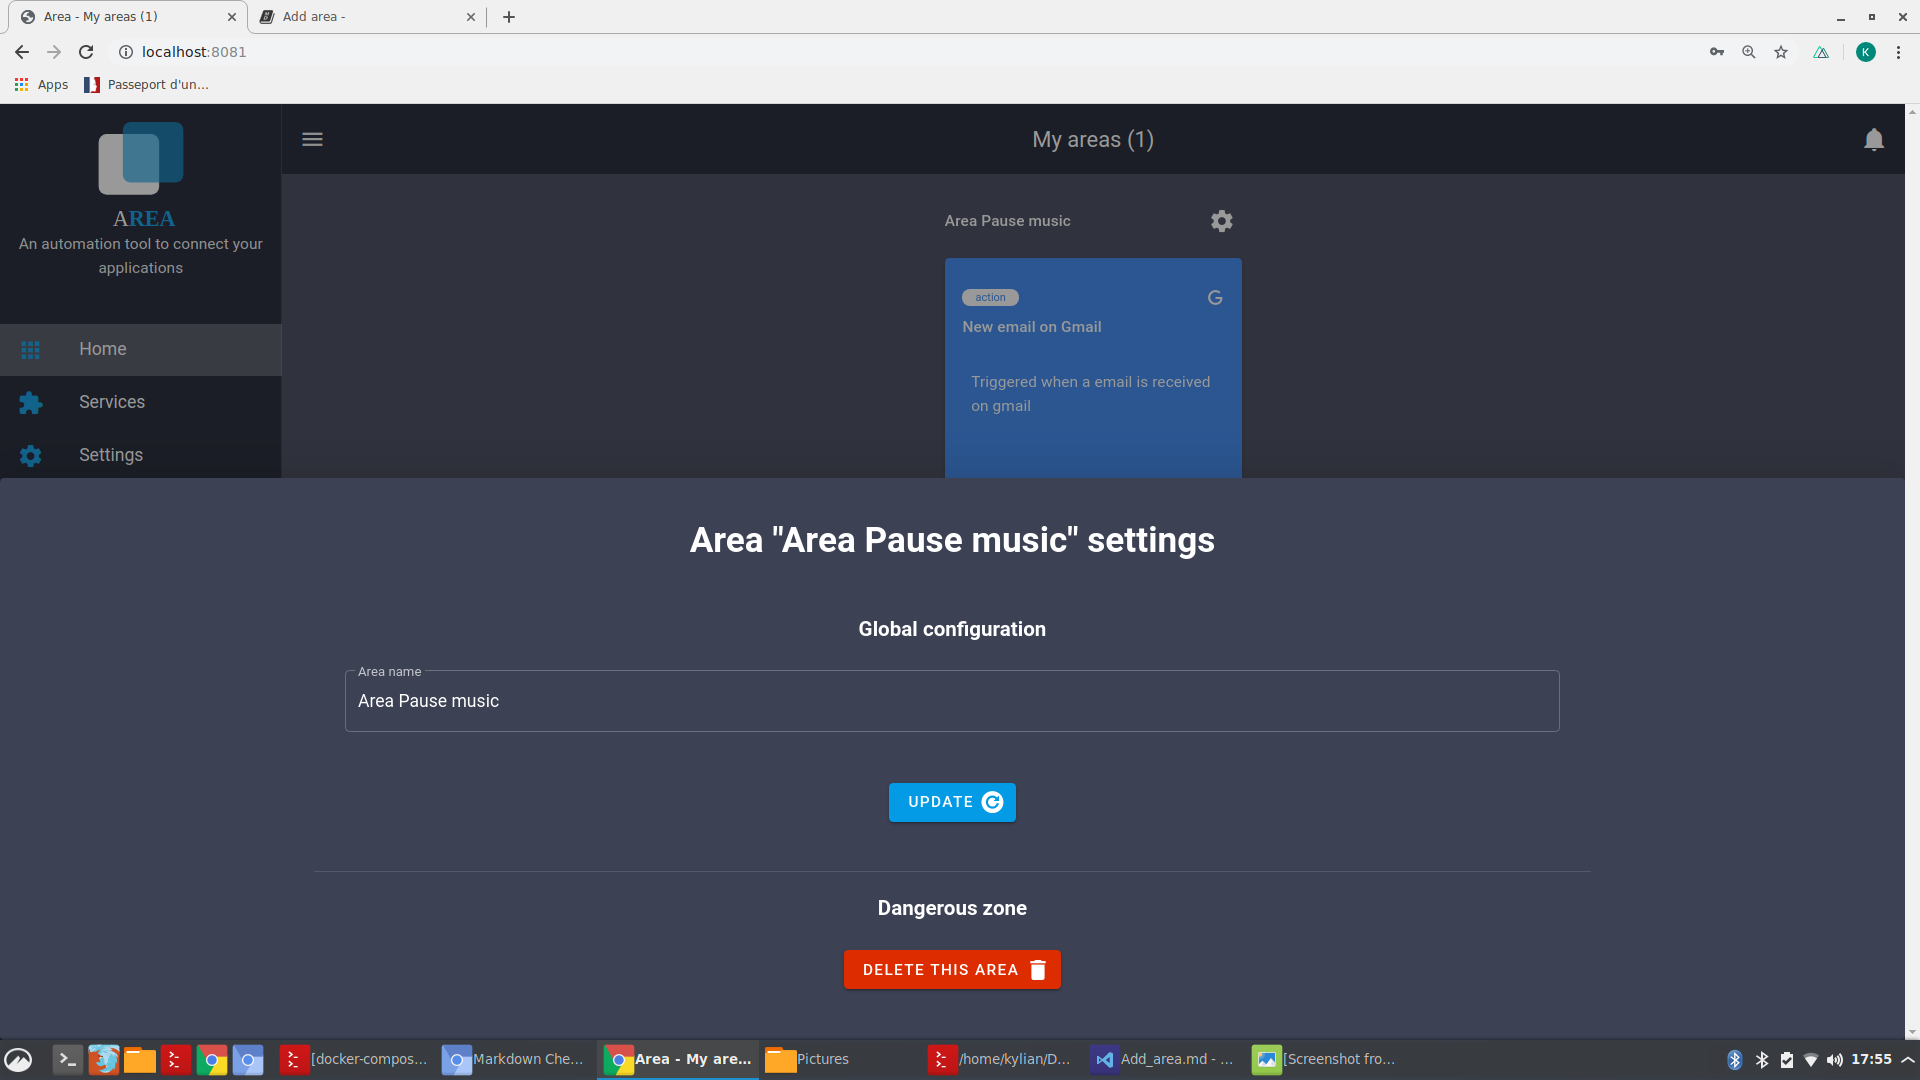 Area - My areas (1)
Add area -
localhost:8081
K
Apps
Passeport d'un...
AREA
An automation tool to connect your
applications
Home
Services
Settings
My areas (1)
Area Pause music
action
New email on Gmail
Triggered when a email is received
on gmail
Area "Area Pause music" settings
Global configuration
Area name
Area Pause music
UPDATE
Dangerous zone
DELETE THIS AREA
[docker-compos...
Markdown Che...
Area - My are...
Pictures
/home/kylian/D...
Add_area.md - ...
[Screenshot fro...
17:55